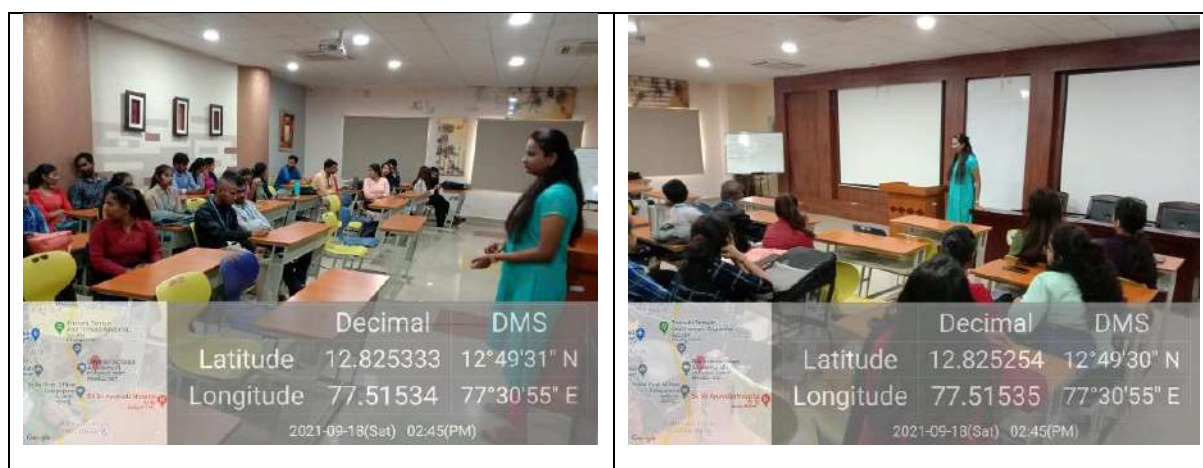 Decimal DMS
Latitude 12.825333 12°49'31" N
Longitude 77.51534 77°30'55" E
2021-09-18(Sat) 02:45(PM)
Google
Decimal DMS
Latitude 12.825254 12°49'30" N
Longitude 77.51535 77°30'55" E
2021-09-18(Sat) 02:45(PM)
Google